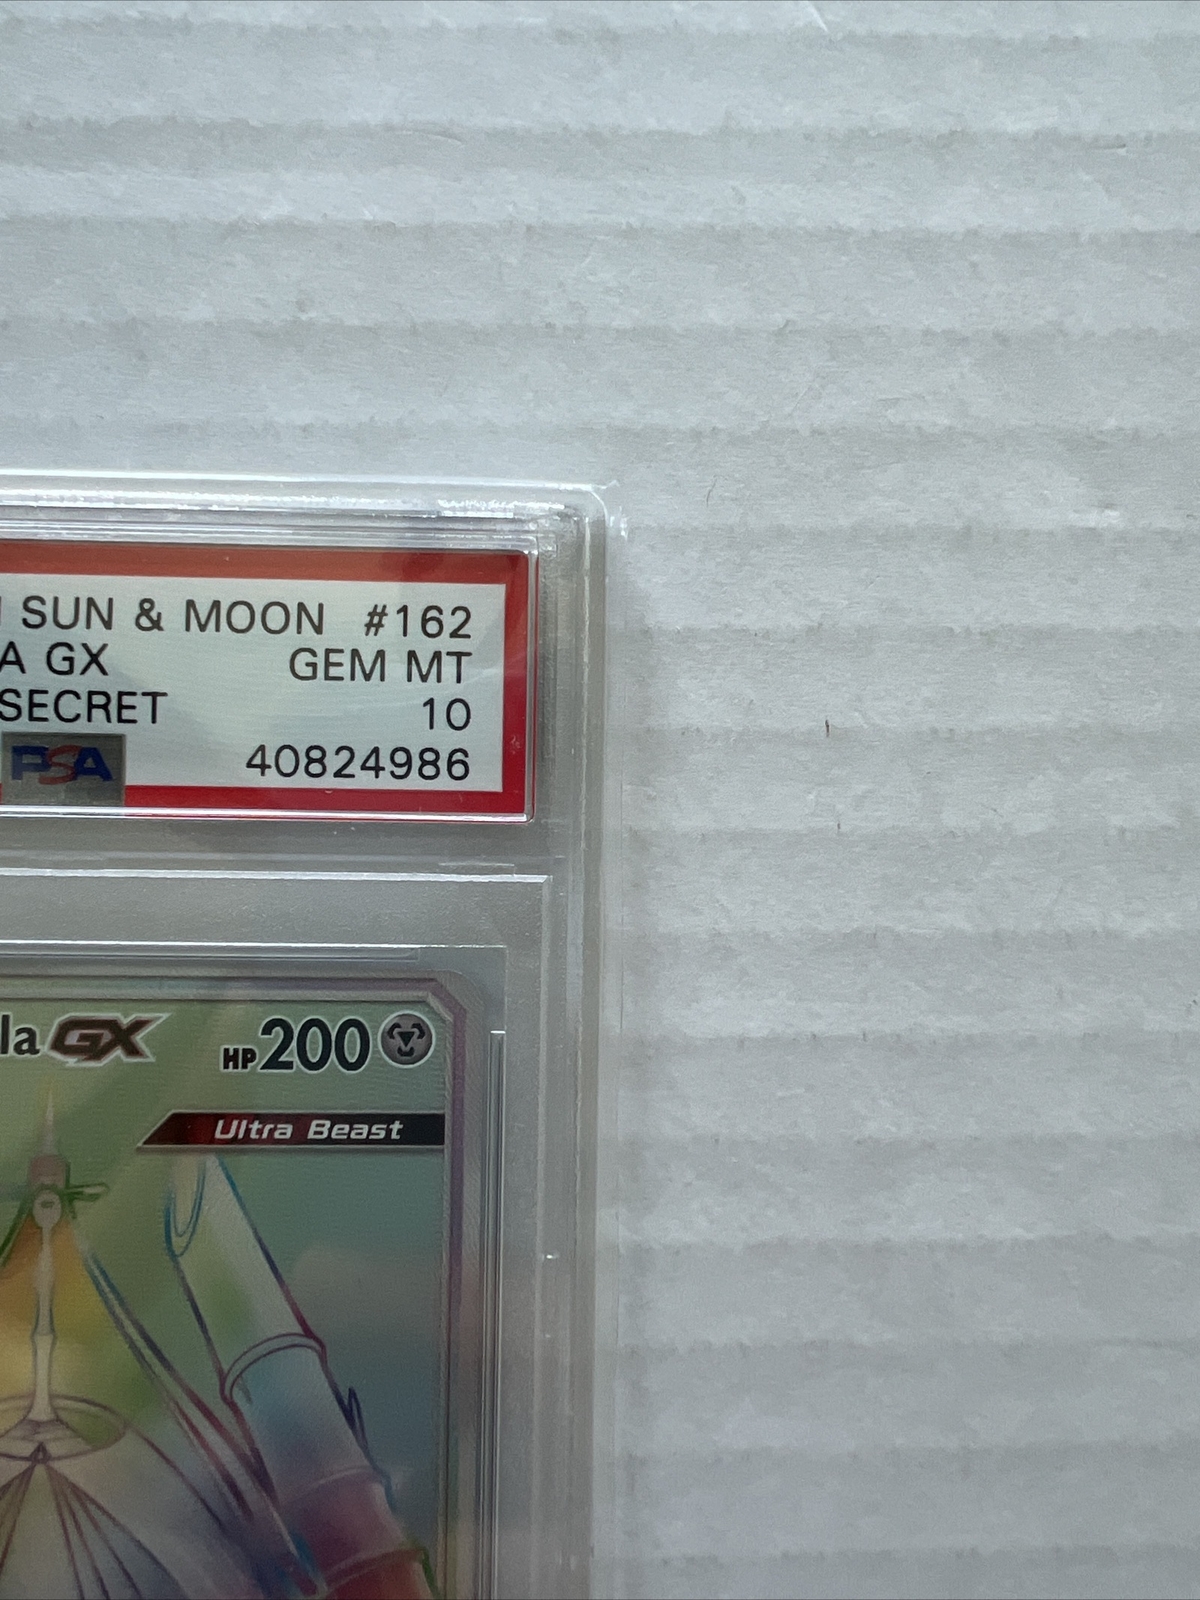 SUN & MOON #162
A GX GEM MT
SECRET 10
PSA 40824986
la GX HP 200
Ultra Beast